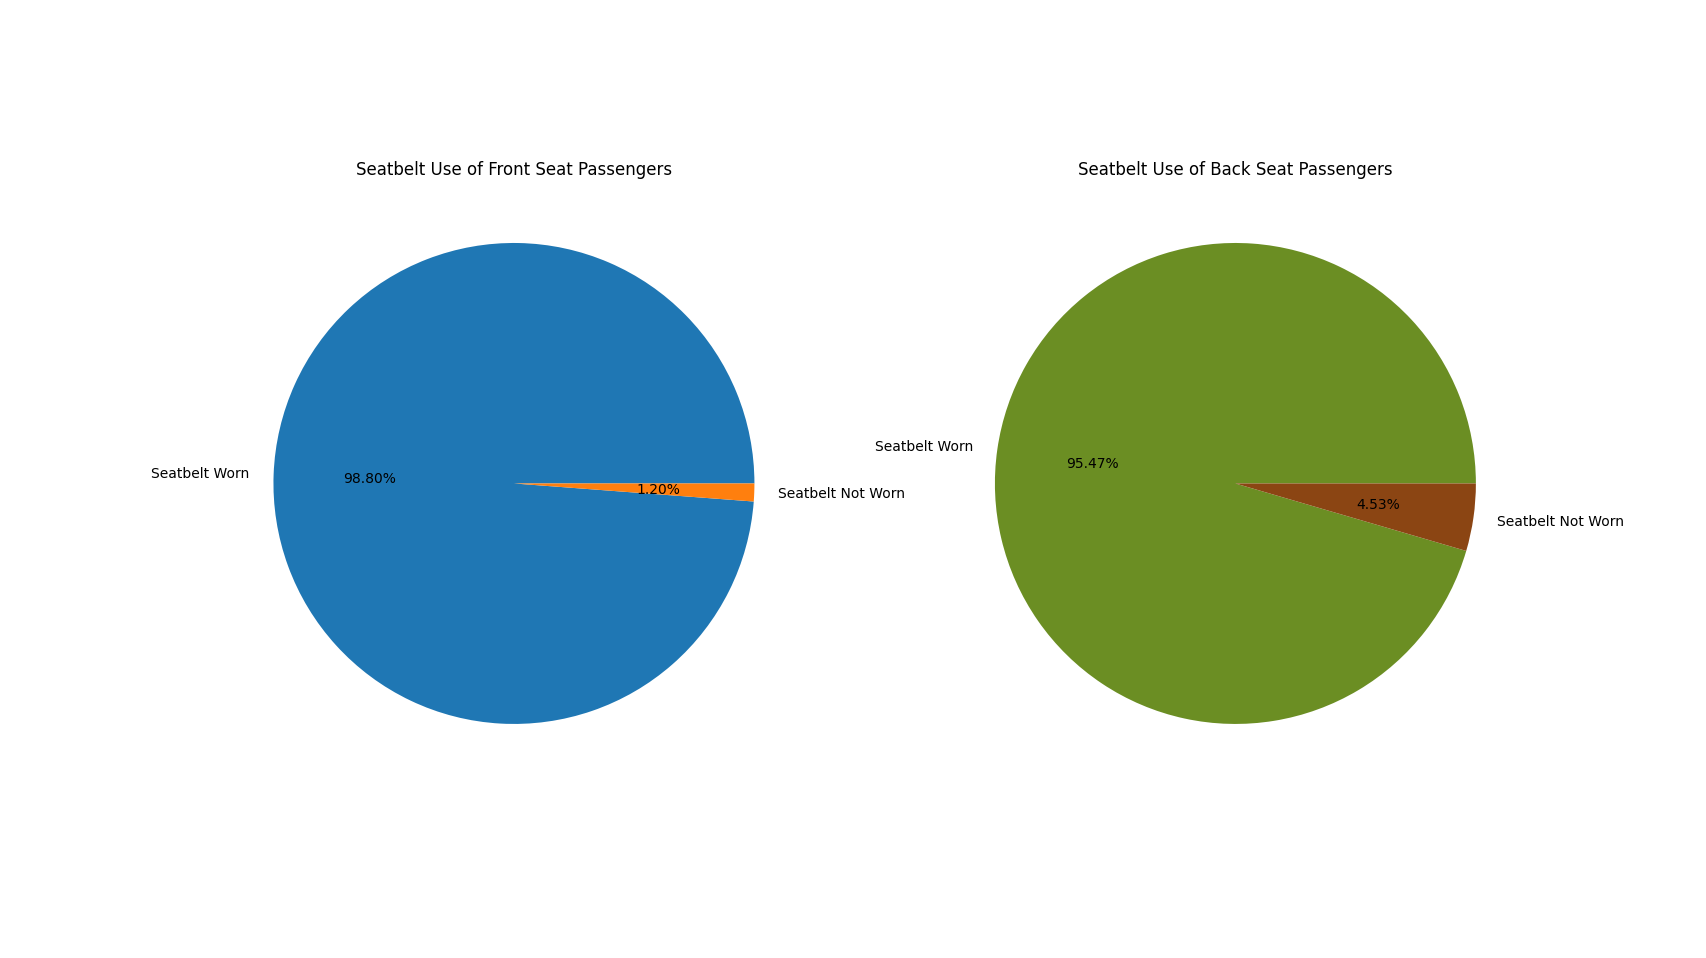 Seatbelt Use of Front Seat Passengers
Seatbelt Worn
98.80%
1.20%
Seatbelt Not Worn
Seatbelt Use of Back Seat Passengers
Seatbelt Worn
95.47%
4.53%
Seatbelt Not Worn